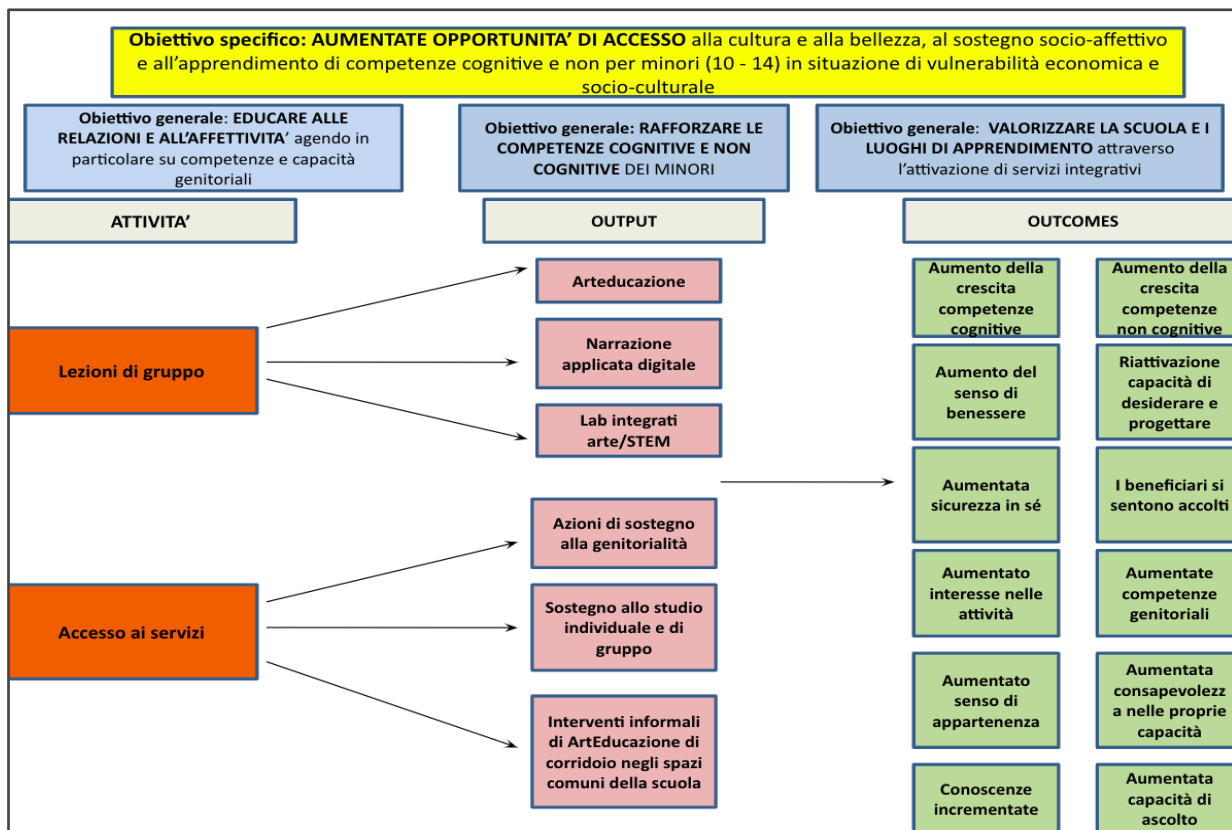 Obiettivo specifico: AUMENTATE OPPORTUNITA’ DI ACCESSO alla cultura e alla bellezza, al sostegno socio-affettivo
e all’apprendimento di competenze cognitive e non per minori (10 - 14) in situazione di vulnerabilità economica e
socio-culturale
Obiettivo generale: EDUCARE ALLE
RELAZIONI E ALL’AFFETTIVITA’ agendo in
particolare su competenze e capacità
genitoriali
Obiettivo generale: RAFFORZARE LE
COMPETENZE COGNITIVE E NON
COGNITIVE DEI MINORI
Obiettivo generale: VALORIZZARE LA SCUOLA E I
LUOGHI DI APPRENDIMENTO attraverso
l’attivazione di servizi integrativi
ATTIVITA’
OUTPUT
OUTCOMES
Lezioni di gruppo
Accesso ai servizi
Arteducazione
Narrazione
applicata digitale
Lab integrati
arte/STEM
Azioni di sostegno
alla genitorialità
Sostegno allo studio
individuale e di
gruppo
Interventi informali
di ArtEducazione di
corridoio negli spazi
comuni della scuola
Aumento della
crescita
competenze
cognitive
Aumento della
crescita
competenze
non cognitive
Aumento del
senso di
benessere
Riattivazione
capacità di
desiderare e
progettare
Aumentata
sicurezza in sé
I beneficiari si
sentono accolti
Aumentato
interesse nelle
attività
Aumentate
competenze
genitoriali
Aumentato
senso di
appartenenza
Aumentata
consapevolezz
a nelle proprie
capacità
Conoscenze
incrementate
Aumentata
capacità di
ascolto